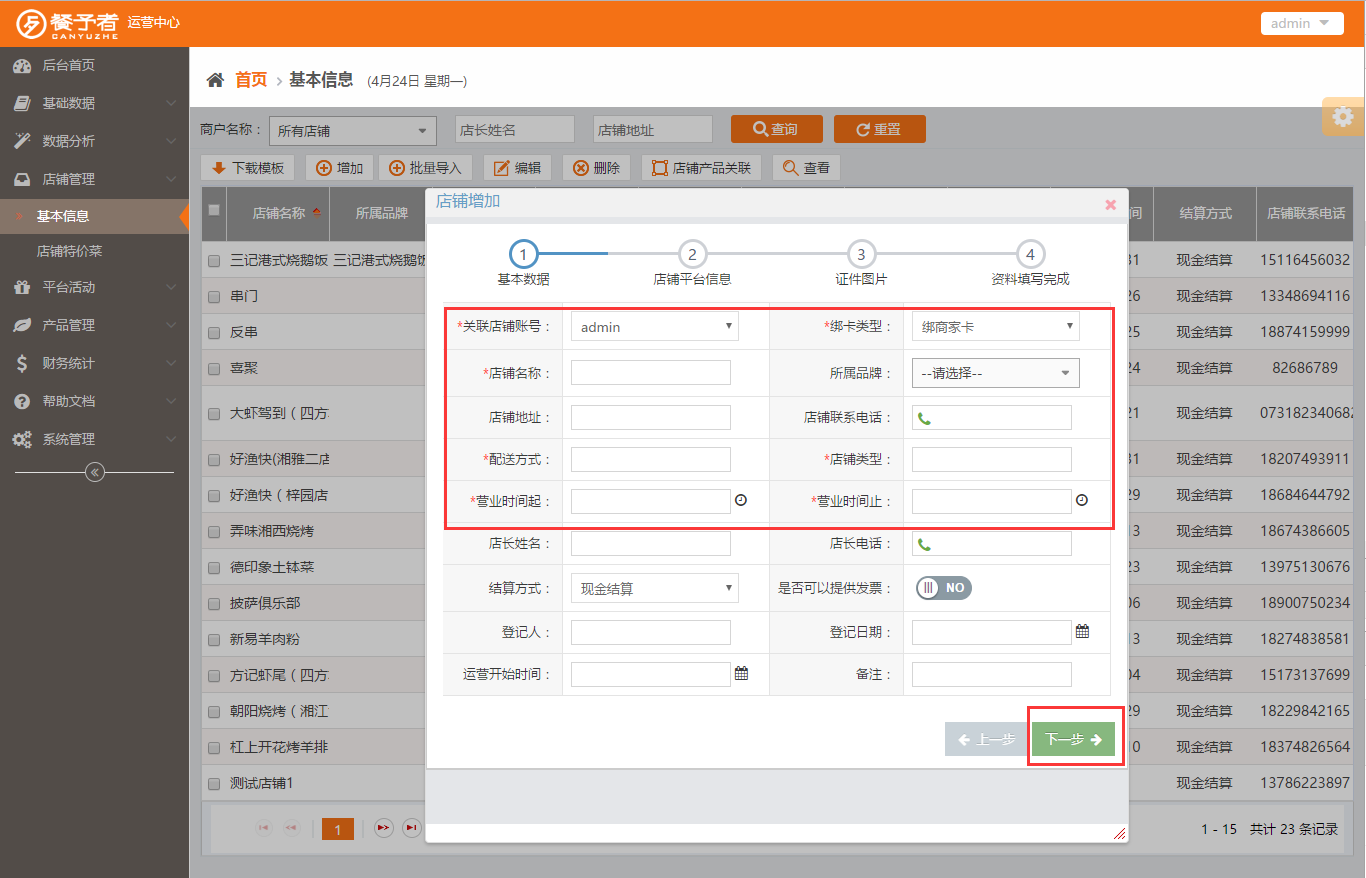 餐予者 运营中心
CANYUZHE
admin
后台首页
基础数据
数据分析
店铺管理
基本信息
店铺特价菜
平台活动
产品管理
财务统计
帮助文档
系统管理
首页 > 基本信息 (4月24日 星期一)
商户名称： 所有店铺 店长姓名 店铺地址 查询 重置
下载模板 增加 批量导入 编辑 删除 店铺产品关联 查看
店铺名称 所属品牌 间 结算方式 店铺联系电话
三记港式烧鹅饭 三记港式烧鹅饭 31 现金结算 15116456032
串门 26 现金结算 13348694116
反串 25 现金结算 18874159999
喜聚 24 现金结算 82686789
大虾驾到（四方 21 现金结算 073182340682
好渔快(湘雅二店 31 现金结算 18207493911
好渔快（梓园店 29 现金结算 18684644792
弄味湘西烧烤 13 现金结算 18674386605
德印象土钵菜 23 现金结算 13975130676
披萨俱乐部 06 现金结算 18900750234
新易羊肉粉 13 现金结算 18274838581
方记虾尾（四方 04 现金结算 15173137699
朝阳烧烤（湘江 29 现金结算 18229842165
杠上开花烤羊排 0 现金结算 18374826564
测试店铺1 现金结算 13786223897
1
1 - 15 共计 23 条记录
店铺增加
1 2 3 4
基本数据 店铺平台信息 证件图片 资料填写完成
*关联店铺账号： admin *绑卡类型： 绑商家卡
*店铺名称： 所属品牌： --请选择--
店铺地址： 店铺联系电话：
*配送方式： *店铺类型：
*营业时间起： *营业时间止：
店长姓名： 店长电话：
结算方式： 现金结算 是否可以提供发票： NO
登记人： 登记日期：
运营开始时间： 备注：
上一步 下一步